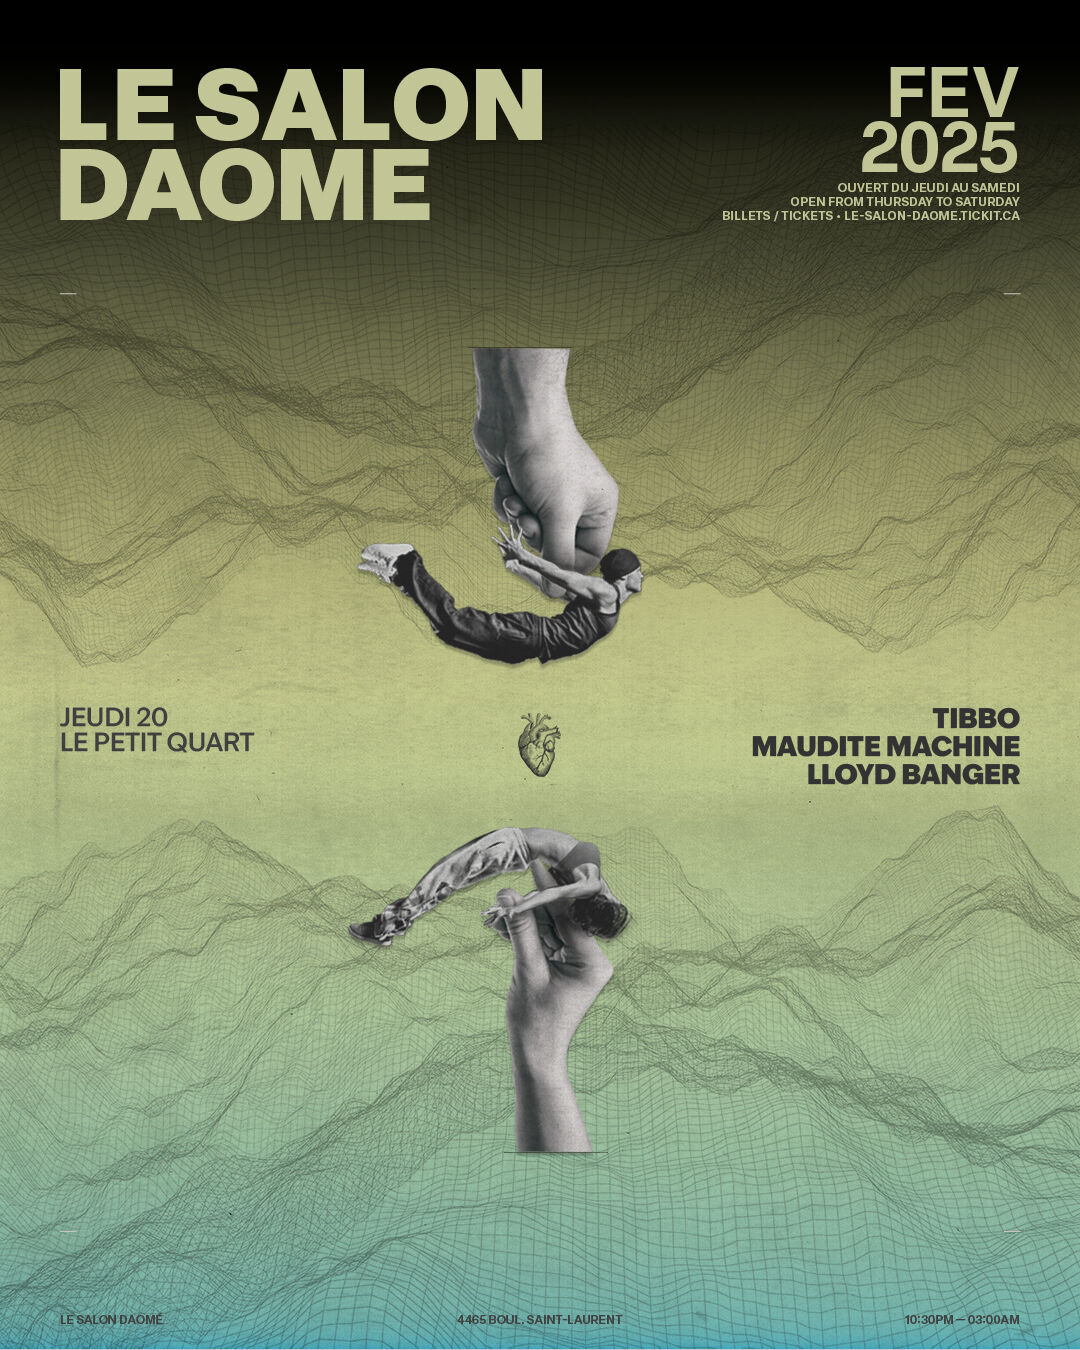 LE SALON
DAOME
FEV
2025
OUVERT DU JEUDI AU SAMEDI
OPEN FROM THURSDAY TO SATURDAY
BILLETS / TICKETS • LE-SALON-DAOME.TICKIT.CA
JEUDI 20
LE PETIT QUART
TIBBO
MAUDITE MACHINE
LLOYD BANGER
LE SALON DAOMÉ
4465 BOUL. SAINT-LAURENT
10:30PM — 03:00AM